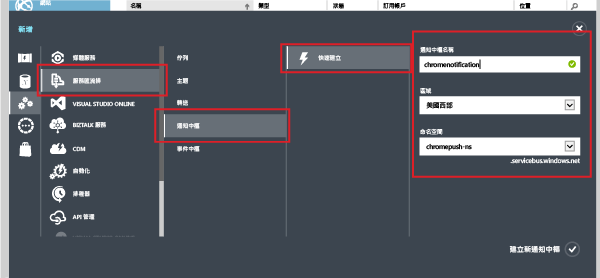 網站
名稱
類型
狀態
訂用帳戶
位置
新增
媒體服務
服務匯流排
VISUAL STUDIO ONLINE
BIZTALK 服務
CDM
自動化
排程器
API 管理
佇列
主題
轉送
通知中樞
事件中樞
快速建立
通知中樞名稱
chromenotification
區域
美國西部
命名空間
chromepush-ns
.servicebus.windows.net
建立新通知中樞